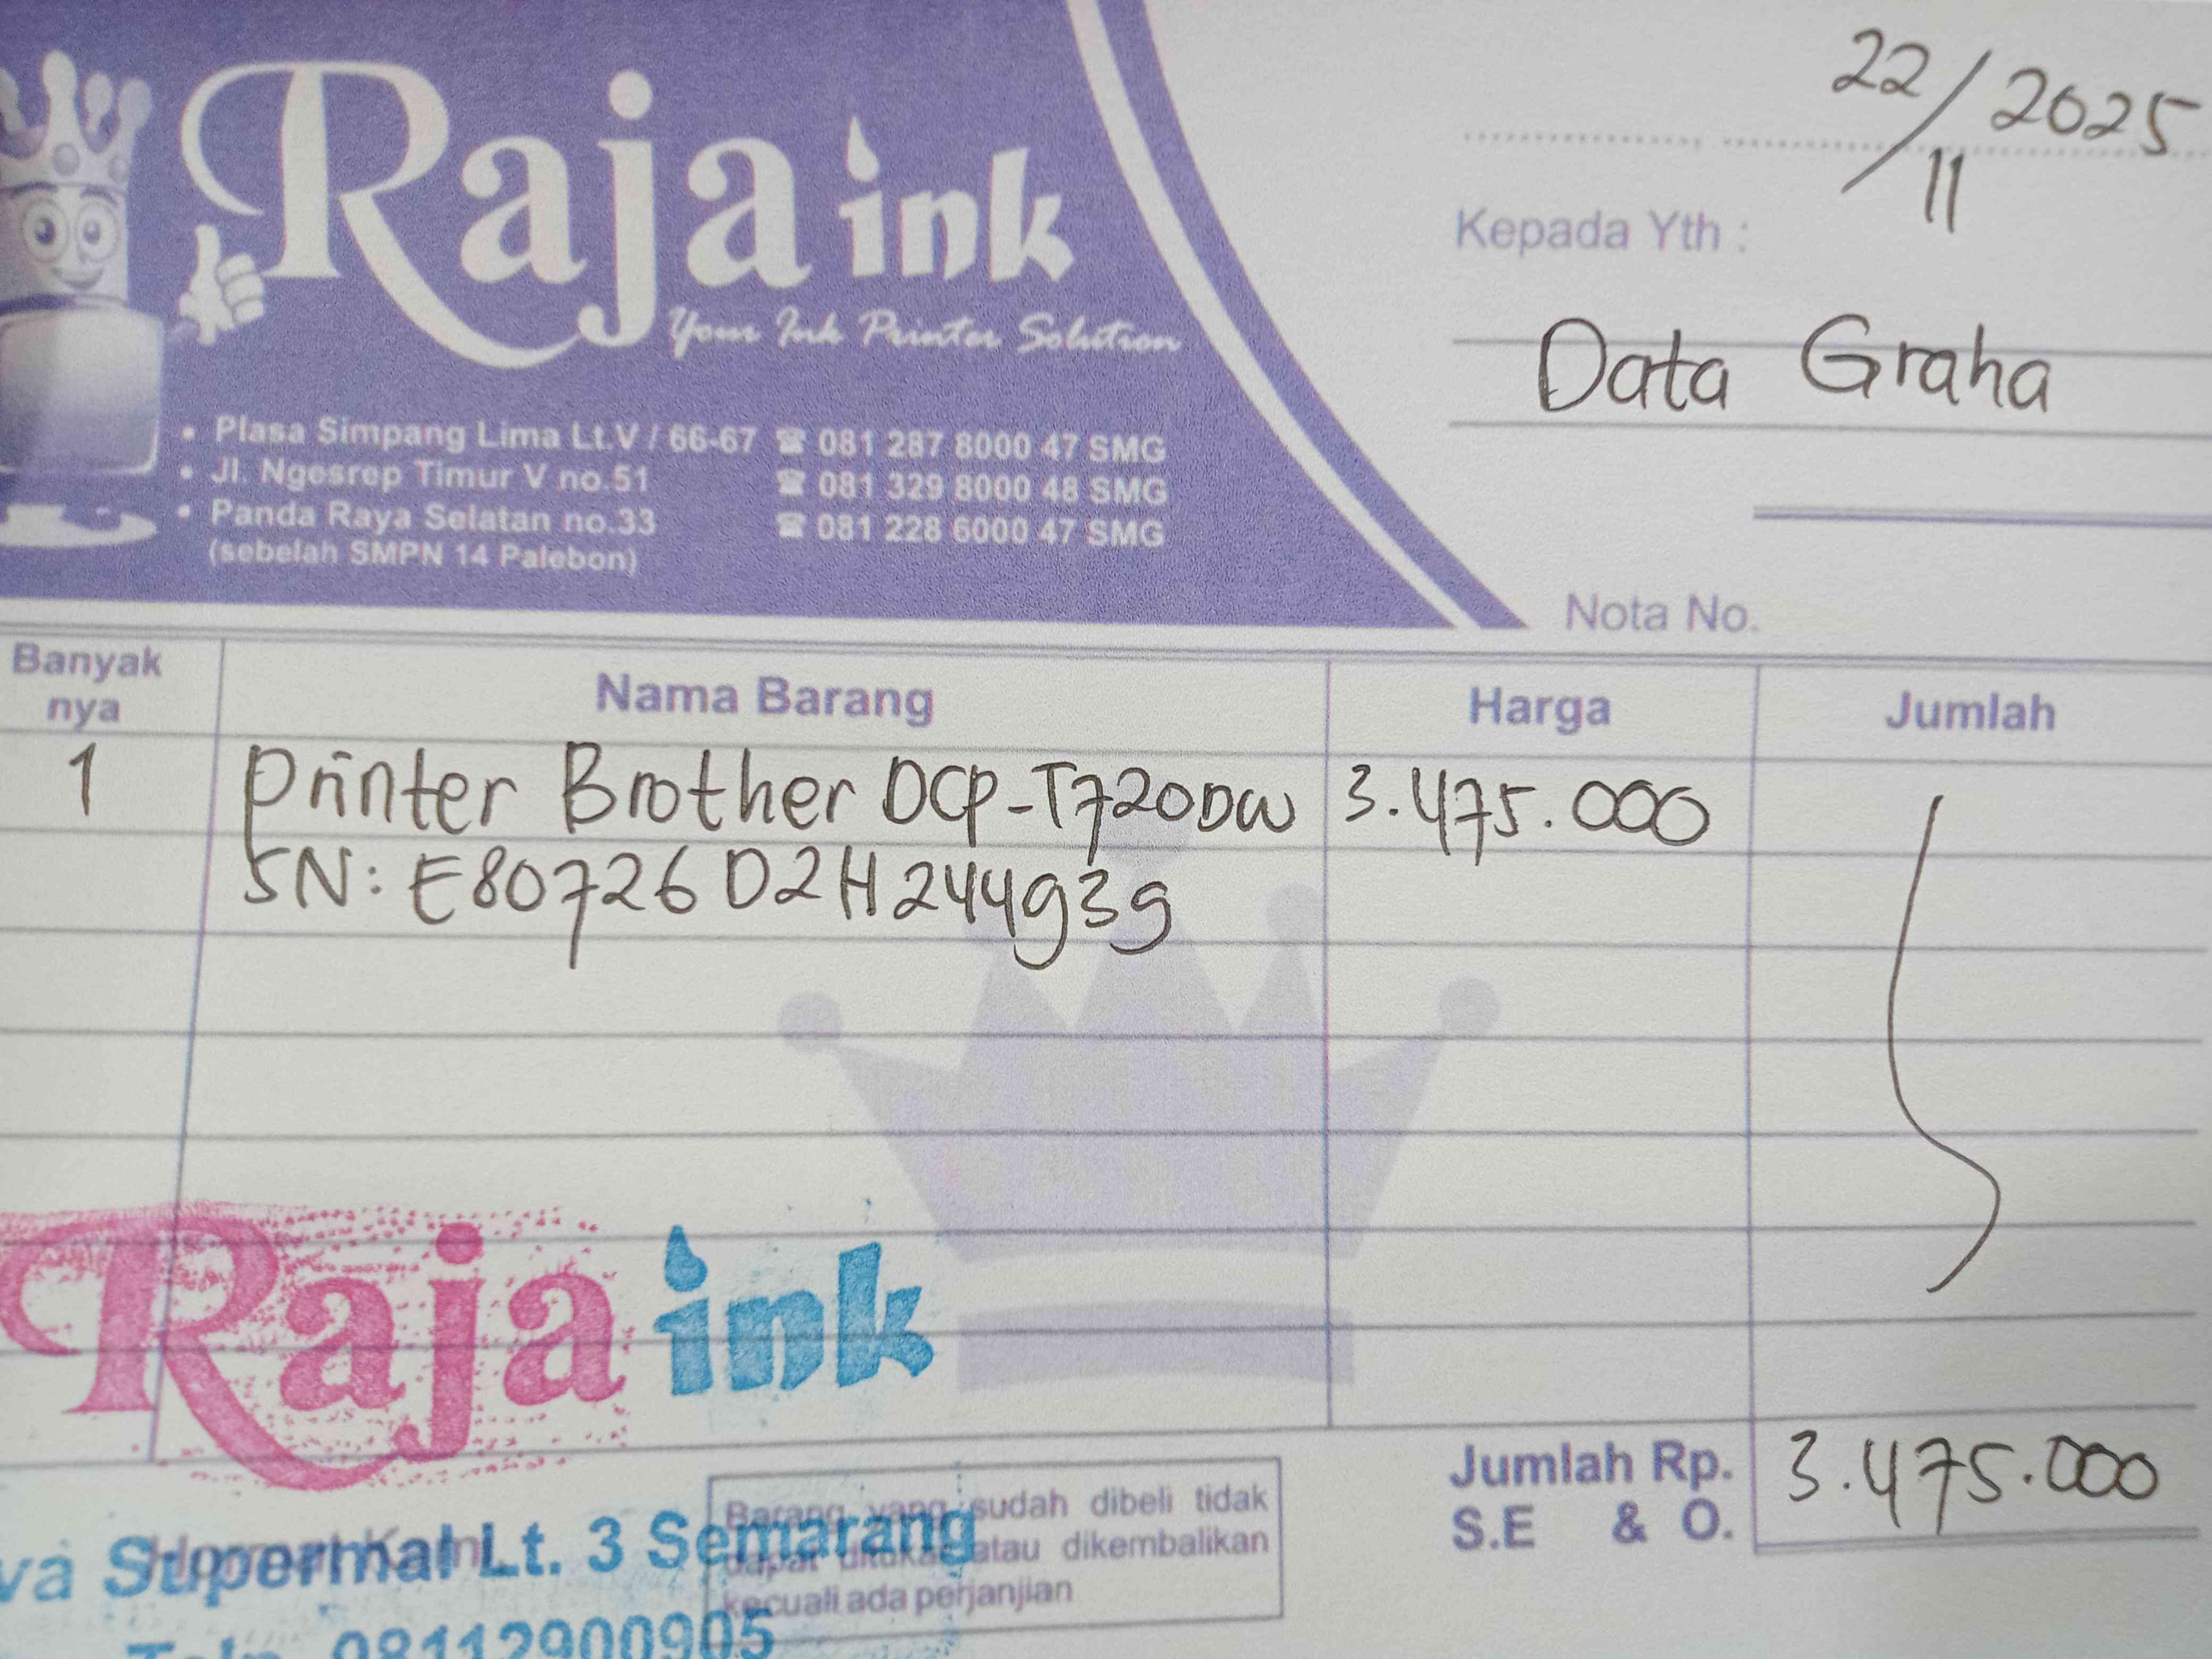 Raja ink
Your Ink Printer Solution
• Plasa Simpang Lima Lt.V / 66-67 ☎ 081 287 8000 47 SMG
• Jl. Ngesrep Timur V no.51 ☎ 081 329 8000 48 SMG
• Panda Raya Selatan no.33 ☎ 081 228 6000 47 SMG
(sebelah SMPN 14 Palebon)
22/11 2025
Kepada Yth :
Data Graha
Nota No.
Banyak nya Nama Barang Harga Jumlah
1 Printer Brother DCP-T720DW 3.475.000
SN: E80726D2H244939
Raja ink
Supermal Lt. 3 Semarang
Telp. 08112900905
Hormat Kami
Barang yang sudah dibeli tidak
dapat ditukar atau dikembalikan
kecuali ada perjanjian
Jumlah Rp. 3.475.000
S.E & O.